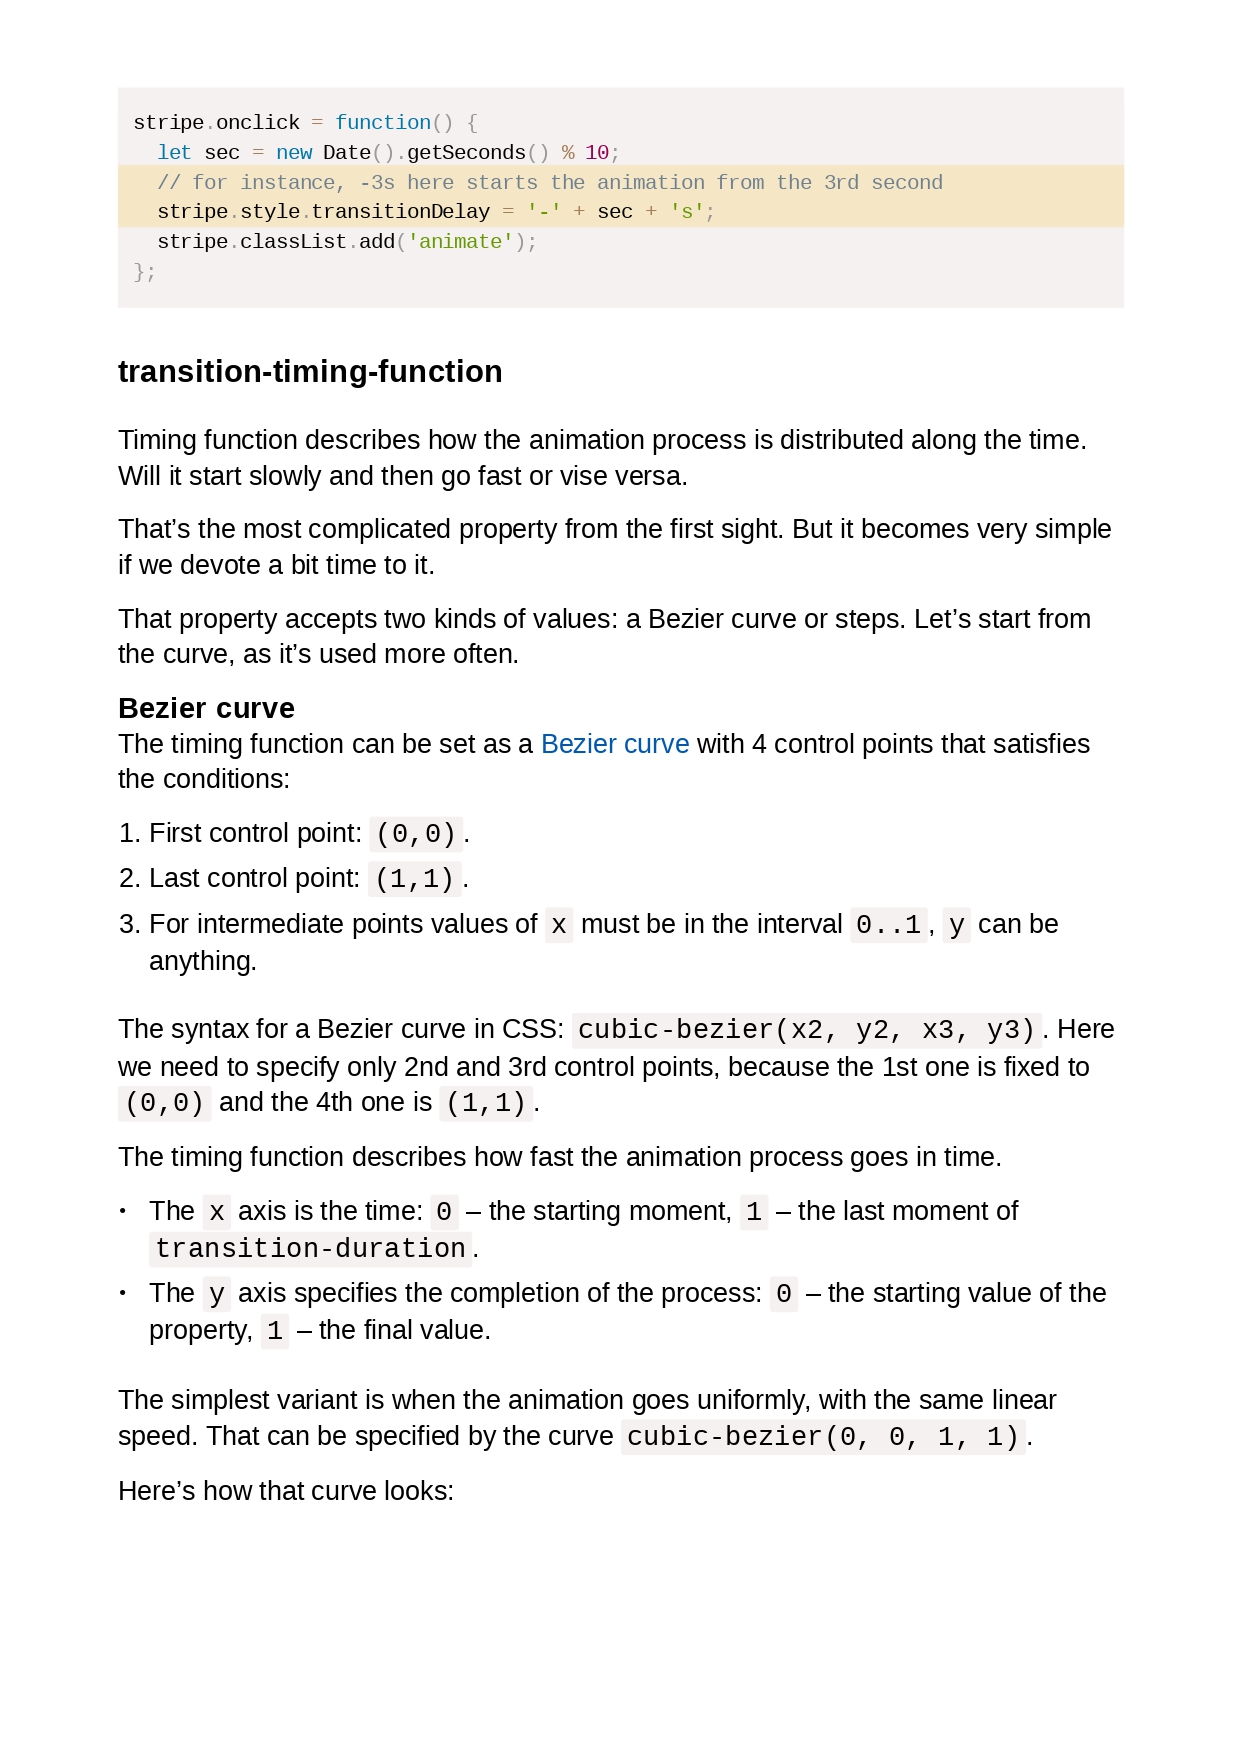 stripe.onclick = function() {
  let sec = new Date().getSeconds() % 10;
  // for instance, -3s here starts the animation from the 3rd second
  stripe.style.transitionDelay = '-' + sec + 's';
  stripe.classList.add('animate');
};
transition-timing-function
Timing function describes how the animation process is distributed along the time.
Will it start slowly and then go fast or vise versa.
That’s the most complicated property from the first sight. But it becomes very simple
if we devote a bit time to it.
That property accepts two kinds of values: a Bezier curve or steps. Let’s start from
the curve, as it’s used more often.
Bezier curve
The timing function can be set as a Bezier curve with 4 control points that satisfies
the conditions:
1. First control point: (0,0).
2. Last control point: (1,1).
3. For intermediate points values of x must be in the interval 0..1, y can be
anything.
The syntax for a Bezier curve in CSS: cubic-bezier(x2, y2, x3, y3). Here
we need to specify only 2nd and 3rd control points, because the 1st one is fixed to
(0,0) and the 4th one is (1,1).
The timing function describes how fast the animation process goes in time.
• The x axis is the time: 0 – the starting moment, 1 – the last moment of
transition-duration.
• The y axis specifies the completion of the process: 0 – the starting value of the
property, 1 – the final value.
The simplest variant is when the animation goes uniformly, with the same linear
speed. That can be specified by the curve cubic-bezier(0, 0, 1, 1).
Here’s how that curve looks: